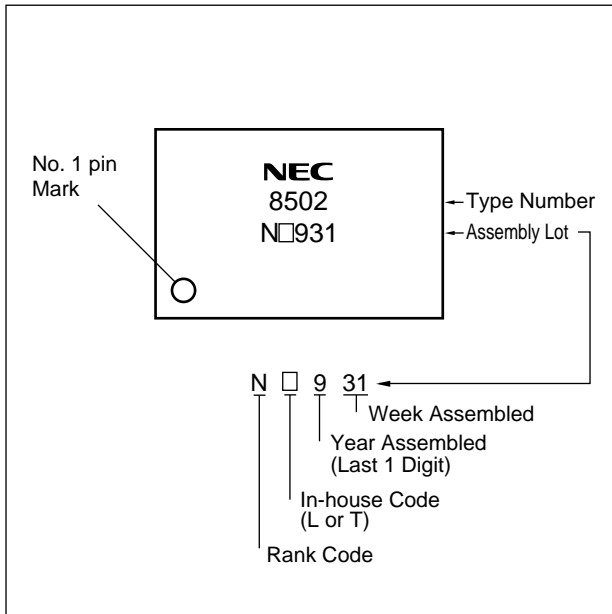 No. 1 pin
Mark
NEC
8502
N□931
Type Number
Assembly Lot
N □ 9 31
Week Assembled
Year Assembled
(Last 1 Digit)
In-house Code
(L or T)
Rank Code